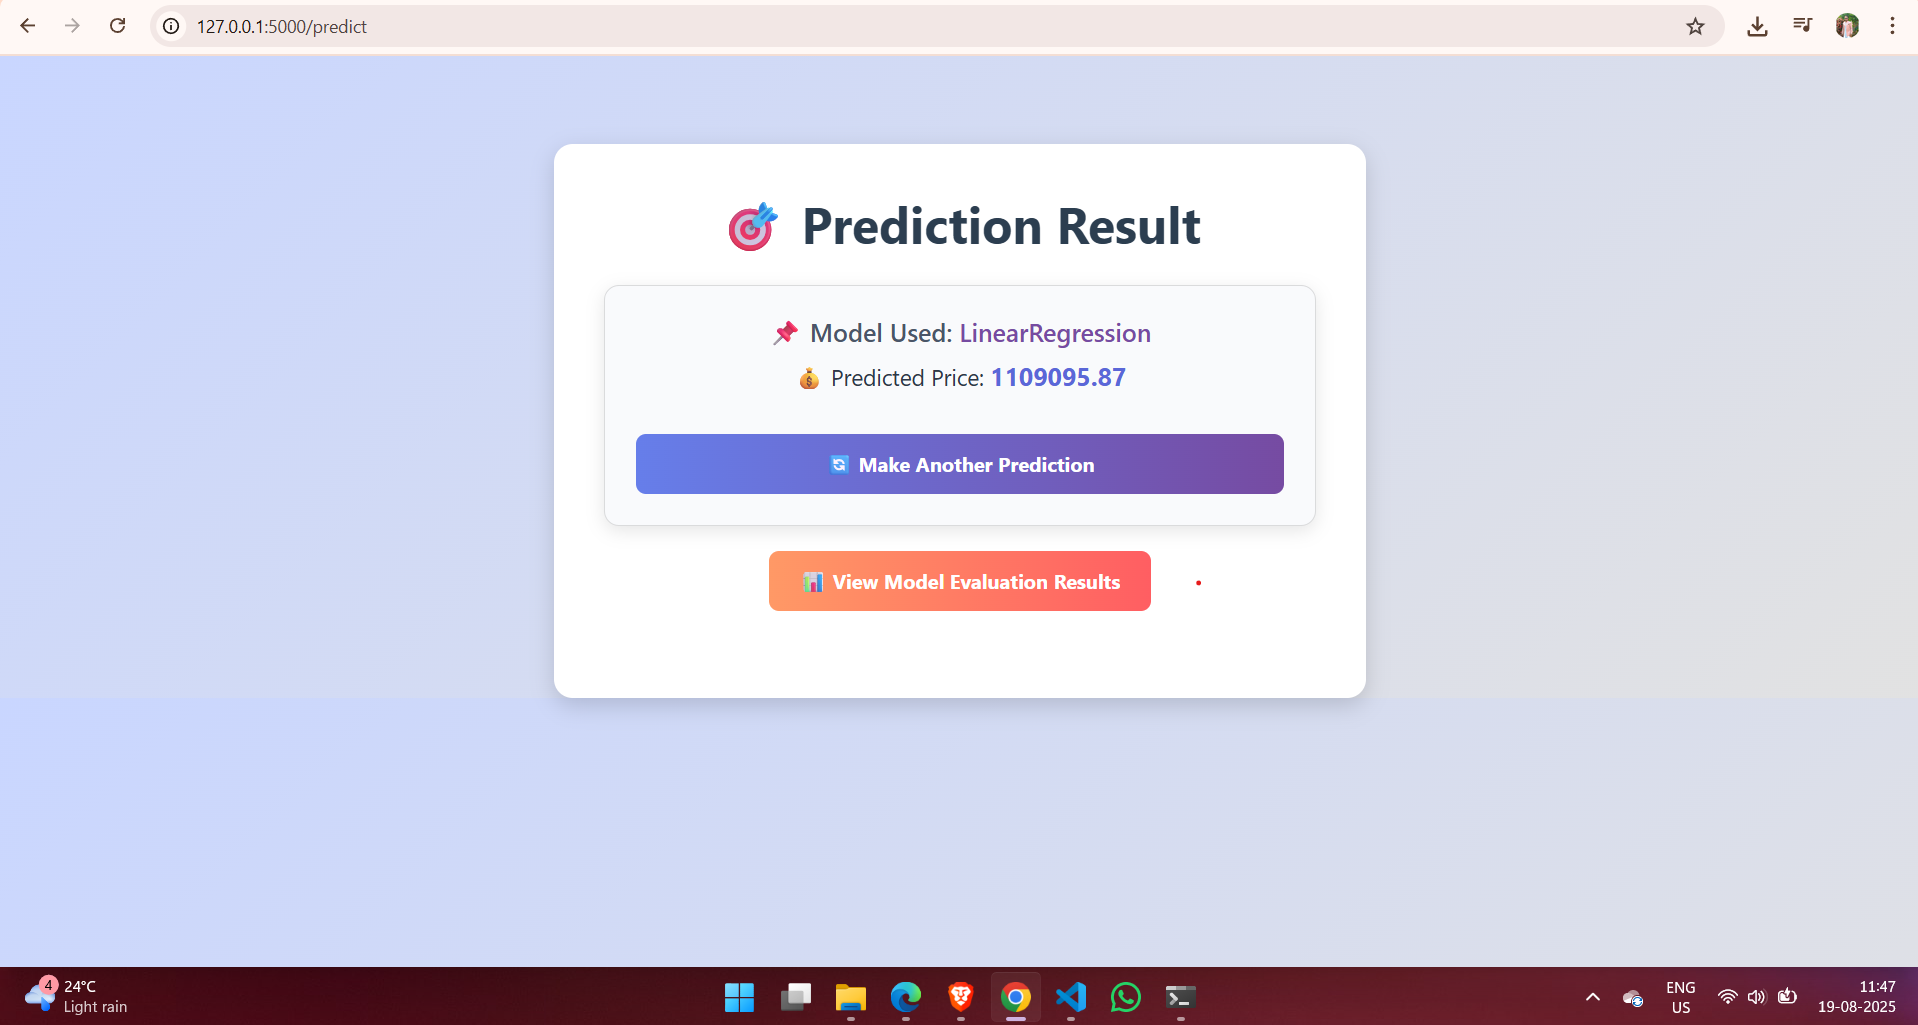 127.0.0.1:5000/predict
🎯 Prediction Result
📌 Model Used: LinearRegression
💰 Predicted Price: 1109095.87
🔄 Make Another Prediction
📊 View Model Evaluation Results
4
24°C
Light rain
ENG
US
11:47
19-08-2025